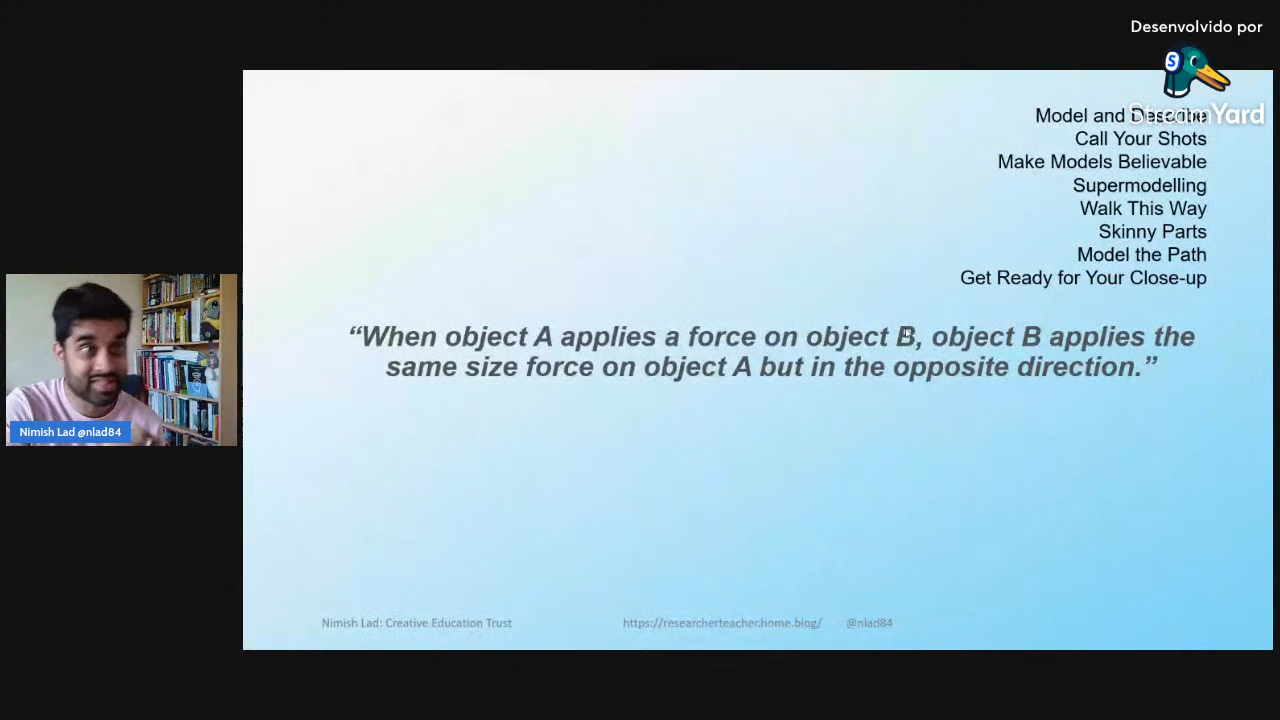 Desenvolvido por
StreamYard
Model and Describe
Call Your Shots
Make Models Believable
Supermodelling
Walk This Way
Skinny Parts
Model the Path
Get Ready for Your Close-up
“When object A applies a force on object B, object B applies the
same size force on object A but in the opposite direction.”
Nimish Lad @nlad84
Nimish Lad: Creative Education Trust https://researcherteacher.home.blog/ @nlad84